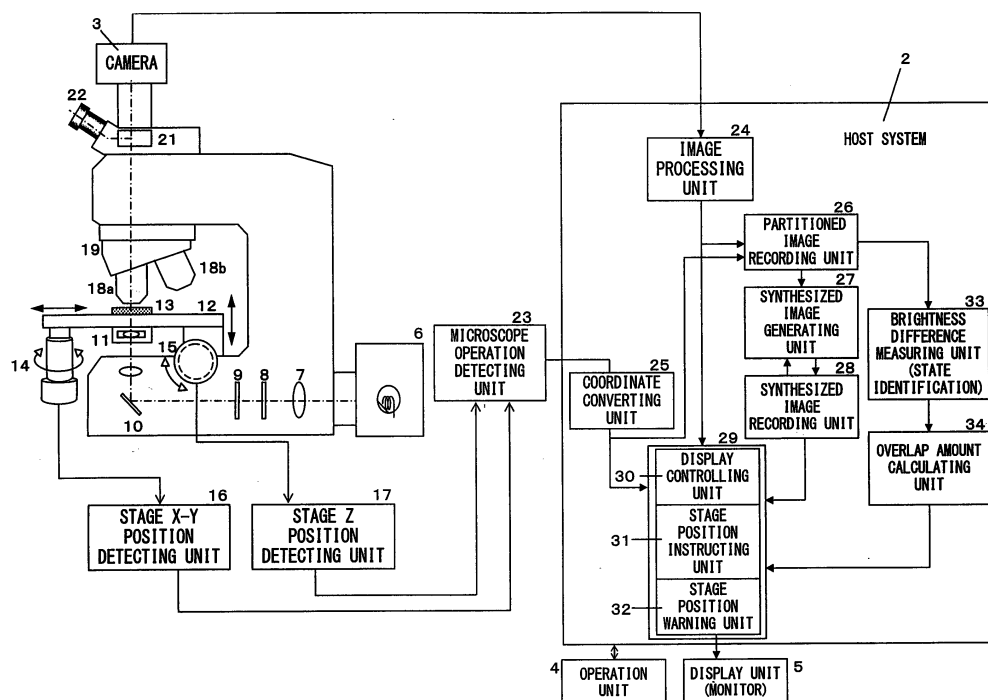 3
CAMERA
22
21
2
HOST SYSTEM
24
IMAGE
PROCESSING
UNIT
26
PARTITIONED
IMAGE
RECORDING UNIT
19
18b
18a
13
12
11
15
14
10
9
8
7
6
23
MICROSCOPE
OPERATION
DETECTING
UNIT
25
COORDINATE
CONVERTING
UNIT
27
SYNTHESIZED
IMAGE
GENERATING
UNIT
28
SYNTHESIZED
IMAGE
RECORDING
UNIT
33
BRIGHTNESS
DIFFERENCE
MEASURING UNIT
(STATE
IDENTIFICATION)
34
OVERLAP AMOUNT
CALCULATING
UNIT
29
30
DISPLAY
CONTROLLING
UNIT
31
STAGE
POSITION
INSTRUCTING
UNIT
32
STAGE
POSITION
WARNING UNIT
16
STAGE X-Y
POSITION
DETECTING UNIT
17
STAGE Z
POSITION
DETECTING UNIT
4
OPERATION
UNIT
5
DISPLAY UNIT
(MONITOR)